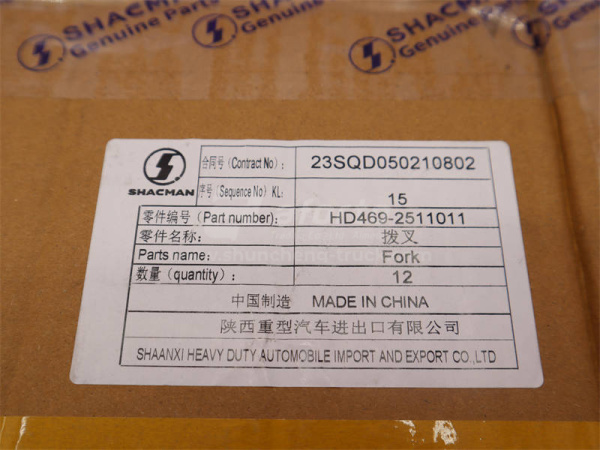 SHACMAN
Genuine Parts
SHACMAN
Genuine Part
SHACMAN
合同号 (Contract No) : 23SQD050210802
序号 (Sequence No) KL: 15
零件编号 (Part number): HD469-2511011
零件名称: 拨叉
Parts name: Fork
数量 (quantity): 12
中国制造 MADE IN CHINA
陕西重型汽车进出口有限公司
SHAANXI HEAVY DUTY AUTOMOBILE IMPORT AND EXPORT CO.,LTD